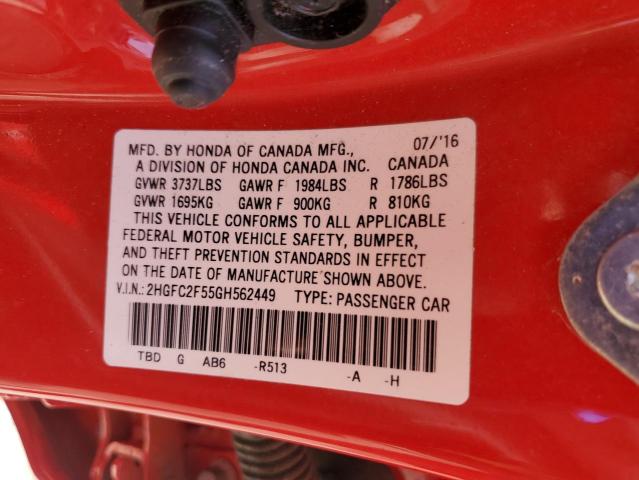 MFD. BY HONDA OF CANADA MFG., 07/'16
A DIVISION OF HONDA CANADA INC. CANADA
GVWR 3737LBS GAWR F 1984LBS R 1786LBS
GVWR 1695KG GAWR F 900KG R 810KG
THIS VEHICLE CONFORMS TO ALL APPLICABLE
FEDERAL MOTOR VEHICLE SAFETY, BUMPER,
AND THEFT PREVENTION STANDARDS IN EFFECT
ON THE DATE OF MANUFACTURE SHOWN ABOVE.
V.I.N.: 2HGFC2F55GH562449 TYPE: PASSENGER CAR
TBD G AB6 -R513 -A -H